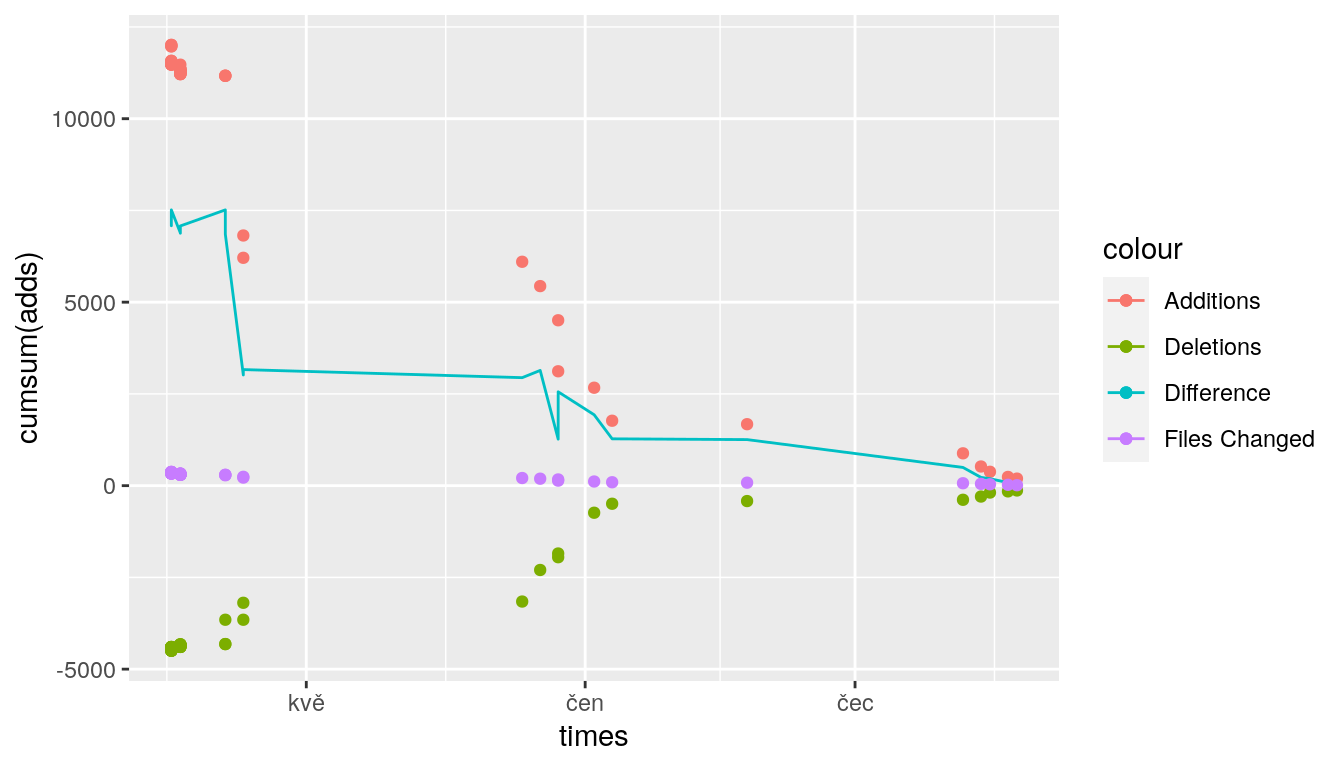 10000
5000
0
-5000
cumsum(adds)
kvě
čen
čec
times
colour
Additions
Deletions
Difference
Files Changed